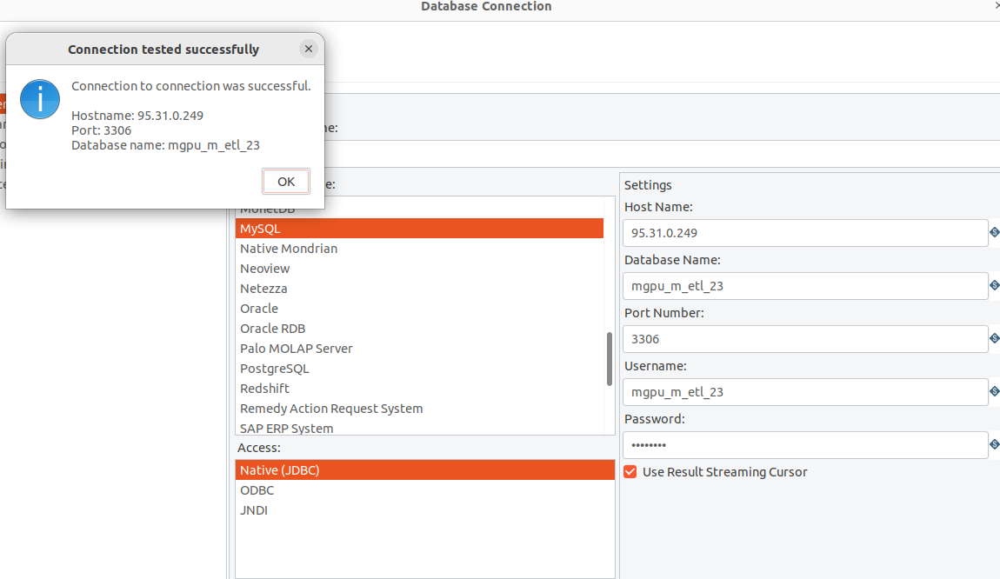 Database Connection
Connection tested successfully
Connection to connection was successful.
Hostname: 95.31.0.249
Port: 3306
Database name: mgpu_m_etl_23
OK
MonetDB
MySQL
Native Mondrian
Neoview
Netezza
Oracle
Oracle RDB
Palo MOLAP Server
PostgreSQL
Redshift
Remedy Action Request System
SAP ERP System
Access:
Native (JDBC)
ODBC
JNDI
Settings
Host Name:
95.31.0.249
Database Name:
mgpu_m_etl_23
Port Number:
3306
Username:
mgpu_m_etl_23
Password:
••••••••
Use Result Streaming Cursor